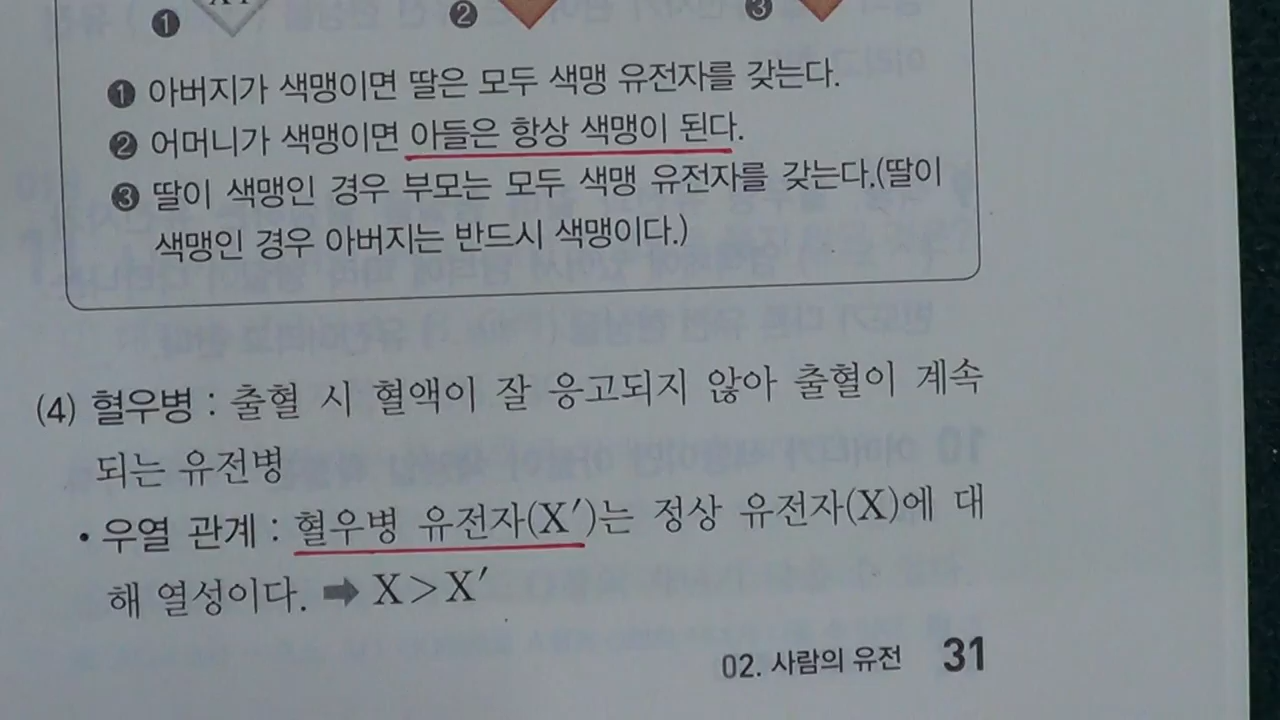 ❶ ❷ ❸
❶ 아버지가 색맹이면 딸은 모두 색맹 유전자를 갖는다.
❷ 어머니가 색맹이면 아들은 항상 색맹이 된다.
❸ 딸이 색맹인 경우 부모는 모두 색맹 유전자를 갖는다.(딸이
색맹인 경우 아버지는 반드시 색맹이다.)
(4) 혈우병 : 출혈 시 혈액이 잘 응고되지 않아 출혈이 계속
되는 유전병
• 우열 관계 : 혈우병 유전자(X′)는 정상 유전자(X)에 대
해 열성이다. ➡ X>X′
02. 사람의 유전 31